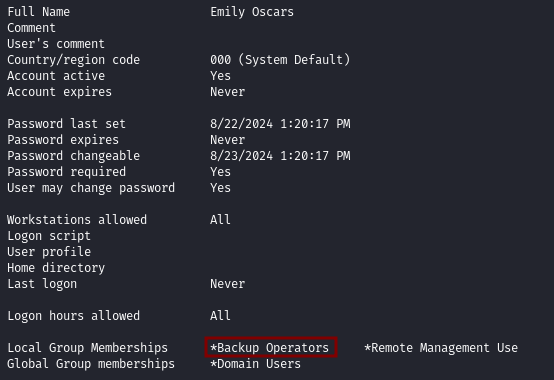 Full Name Emily Oscars
Comment
User's comment
Country/region code 000 (System Default)
Account active Yes
Account expires Never
Password last set 8/22/2024 1:20:17 PM
Password expires Never
Password changeable 8/23/2024 1:20:17 PM
Password required Yes
User may change password Yes
Workstations allowed All
Logon script
User profile
Home directory
Last logon Never
Logon hours allowed All
Local Group Memberships *Backup Operators *Remote Management Use
Global Group memberships *Domain Users